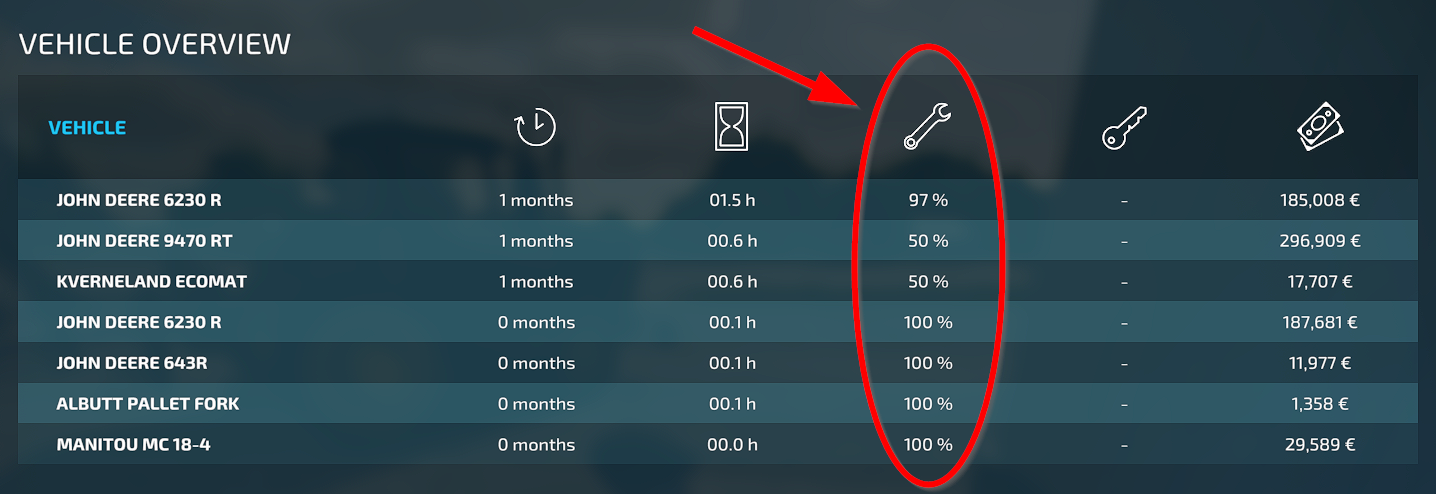 VEHICLE OVERVIEW
VEHICLE
JOHN DEERE 6230 R 1 months 01.5 h 97 % - 185,008 €
JOHN DEERE 9470 RT 1 months 00.6 h 50 % - 296,909 €
KVERNELAND ECOMAT 1 months 00.6 h 50 % - 17,707 €
JOHN DEERE 6230 R 0 months 00.1 h 100 % - 187,681 €
JOHN DEERE 643R 0 months 00.1 h 100 % - 11,977 €
ALBUTT PALLET FORK 0 months 00.1 h 100 % - 1,358 €
MANITOU MC 18-4 0 months 00.0 h 100 % - 29,589 €